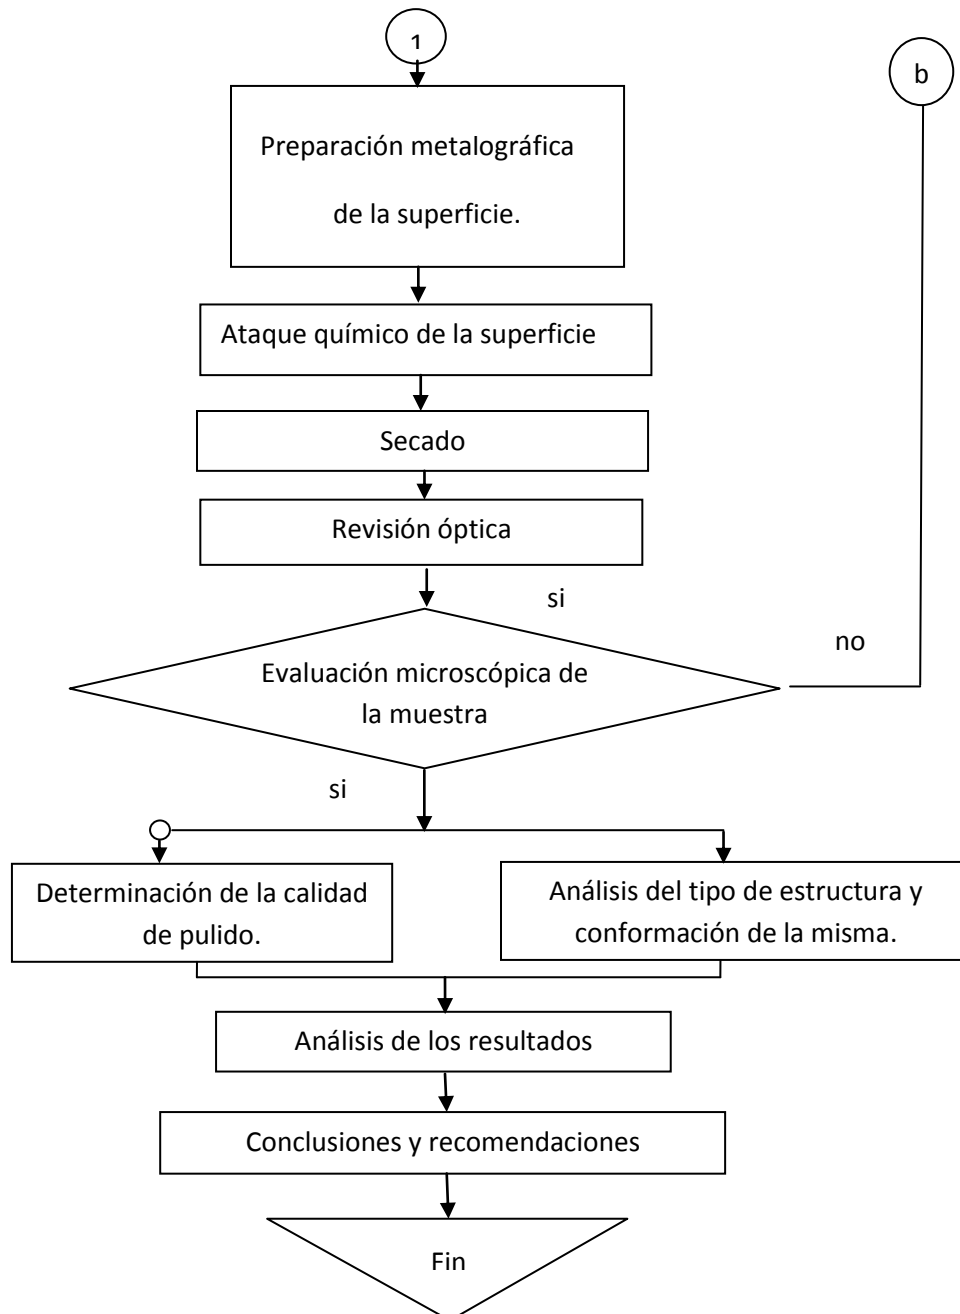 1
b
Preparación metalográfica
de la superficie.
Ataque químico de la superficie
Secado
Revisión óptica
si
no
Evaluación microscópica de
la muestra
si
Determinación de la calidad
de pulido.
Análisis del tipo de estructura y
conformación de la misma.
Análisis de los resultados
Conclusiones y recomendaciones
Fin